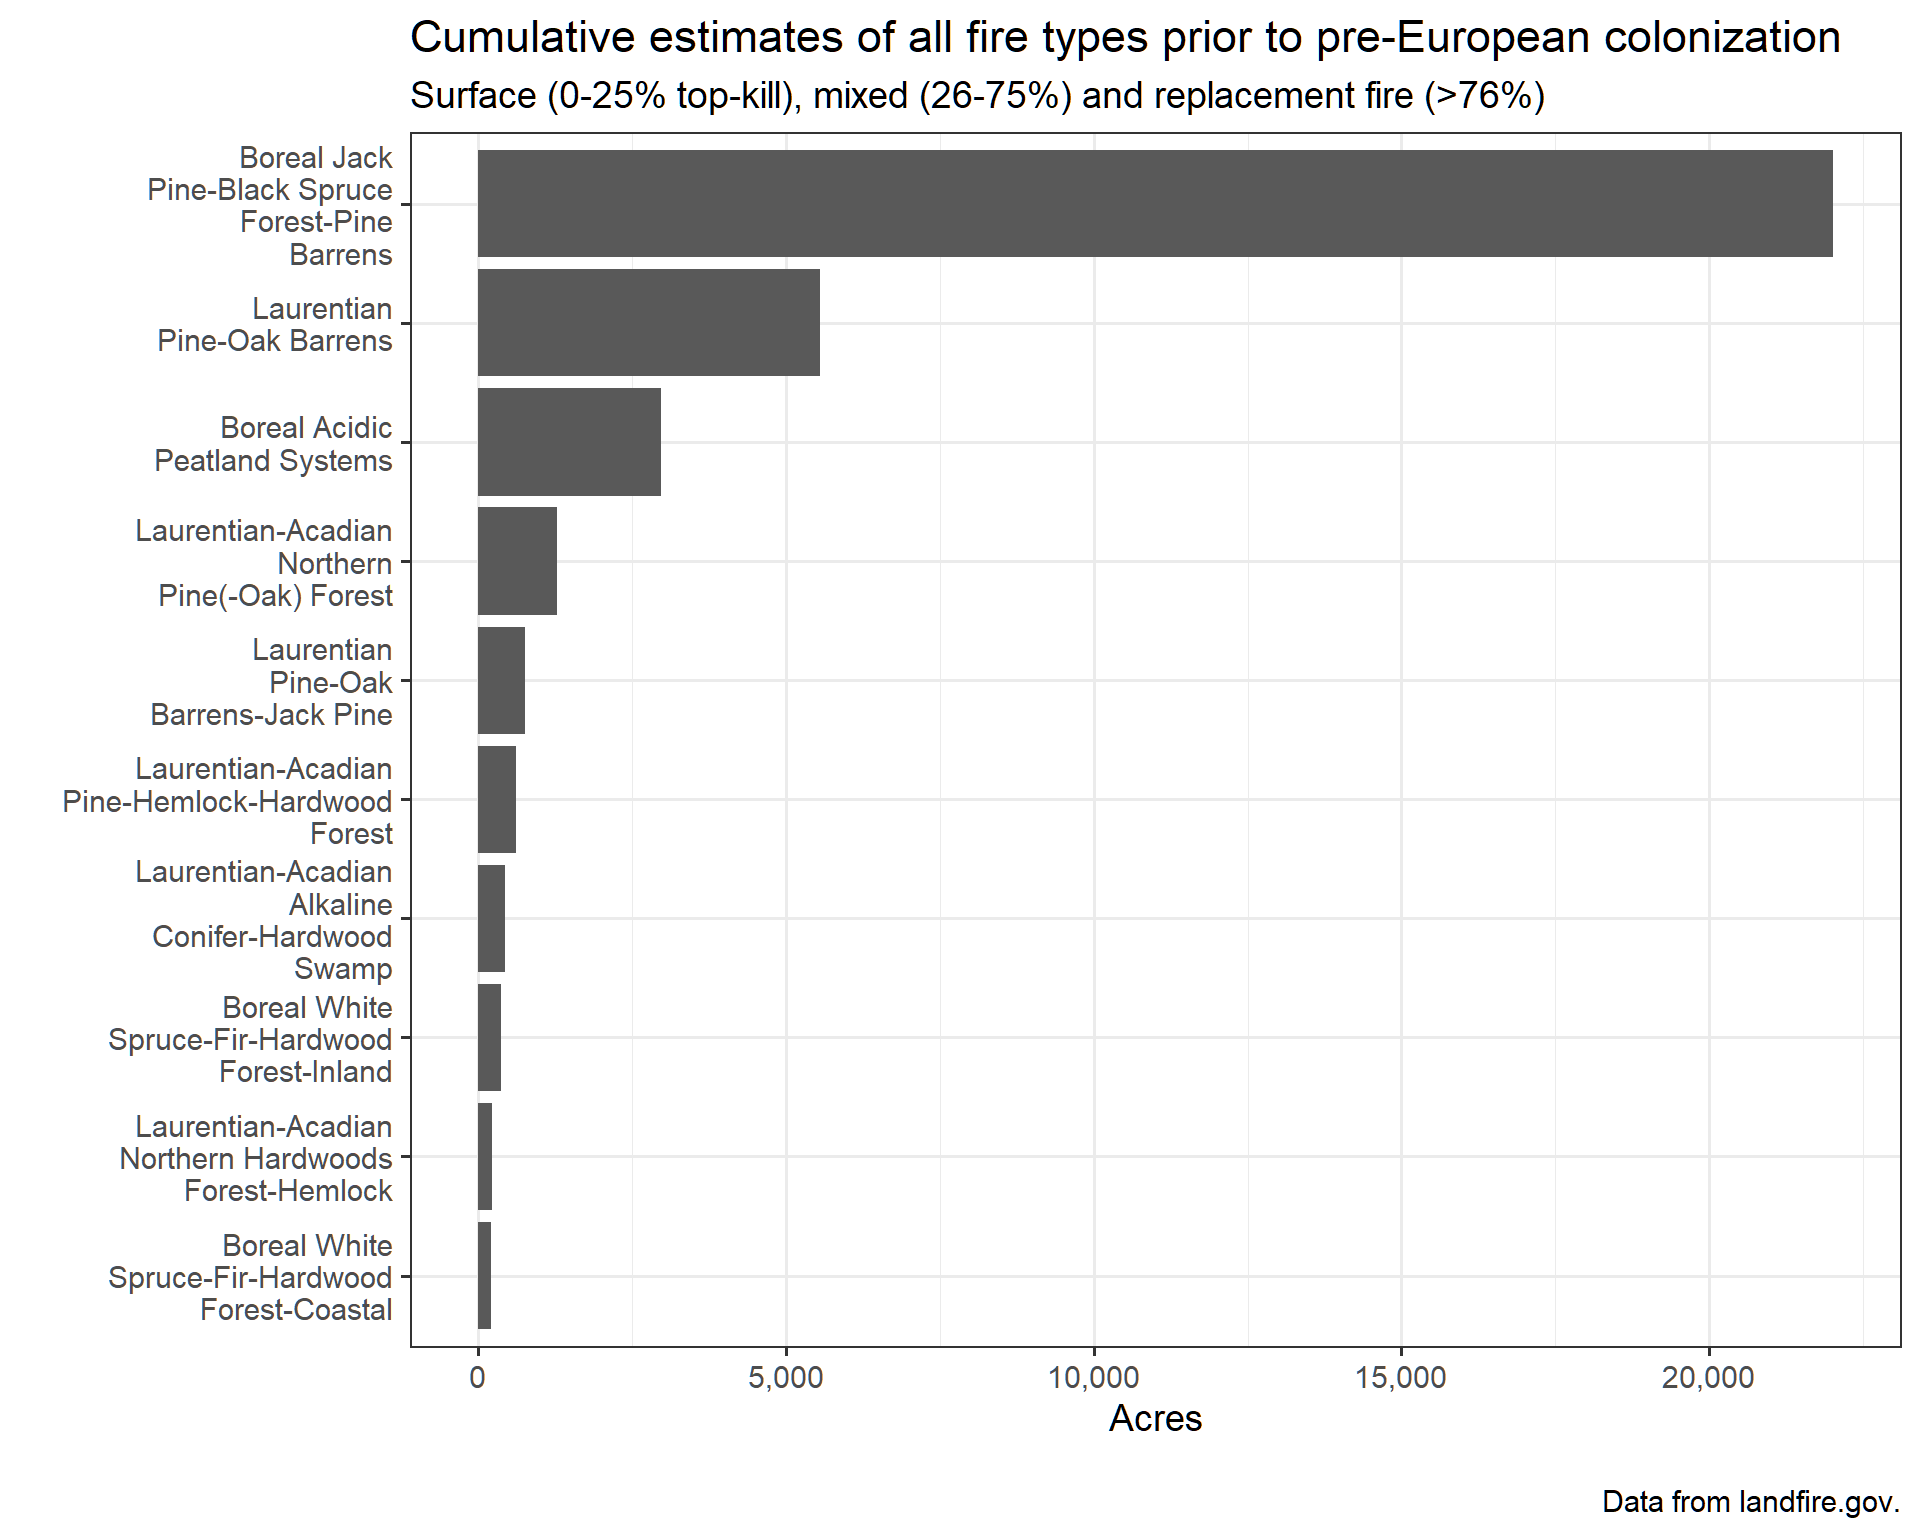 Cumulative estimates of all fire types prior to pre-European colonization
Surface (0-25% top-kill), mixed (26-75%) and replacement fire (>76%)
Boreal Jack
Pine-Black Spruce
Forest-Pine
Barrens
Laurentian
Pine-Oak Barrens
Boreal Acidic
Peatland Systems
Laurentian-Acadian
Northern
Pine(-Oak) Forest
Laurentian
Pine-Oak
Barrens-Jack Pine
Laurentian-Acadian
Pine-Hemlock-Hardwood
Forest
Laurentian-Acadian
Alkaline
Conifer-Hardwood
Swamp
Boreal White
Spruce-Fir-Hardwood
Forest-Inland
Laurentian-Acadian
Northern Hardwoods
Forest-Hemlock
Boreal White
Spruce-Fir-Hardwood
Forest-Coastal
0 5,000 10,000 15,000 20,000
Acres
Data from landfire.gov.